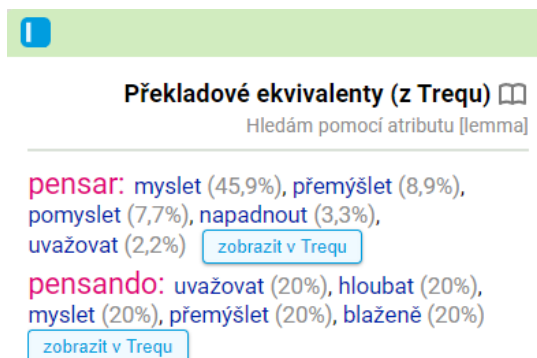 Překladové ekvivalenty (z Trequ)
Hledám pomocí atributu [lemma]
pensar: myslet (45,9%), přemýšlet (8,9%),
pomyslet (7,7%), napadnout (3,3%),
uvažovat (2,2%) zobrazit v Trequ
pensando: uvažovat (20%), hloubat (20%),
myslet (20%), přemýšlet (20%), blaženě (20%)
zobrazit v Trequ